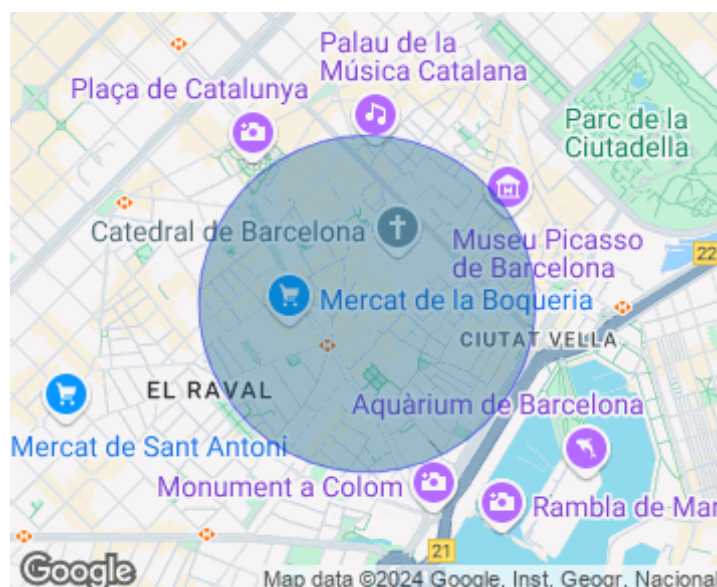 Palau de la
Música Catalana
Plaça de Catalunya
Parc de la
Ciutadella
Catedral de Barcelona
Museu Picasso
de Barcelona
22
Mercat de la Boqueria
CIUTAT VELLA
EL RAVAL
Aquàrium de Barcelona
Mercat de Sant Antoni
Monument a Colom
Rambla de Mar
21
Google
Map data ©2024 Google, Inst. Geogr. Nacional